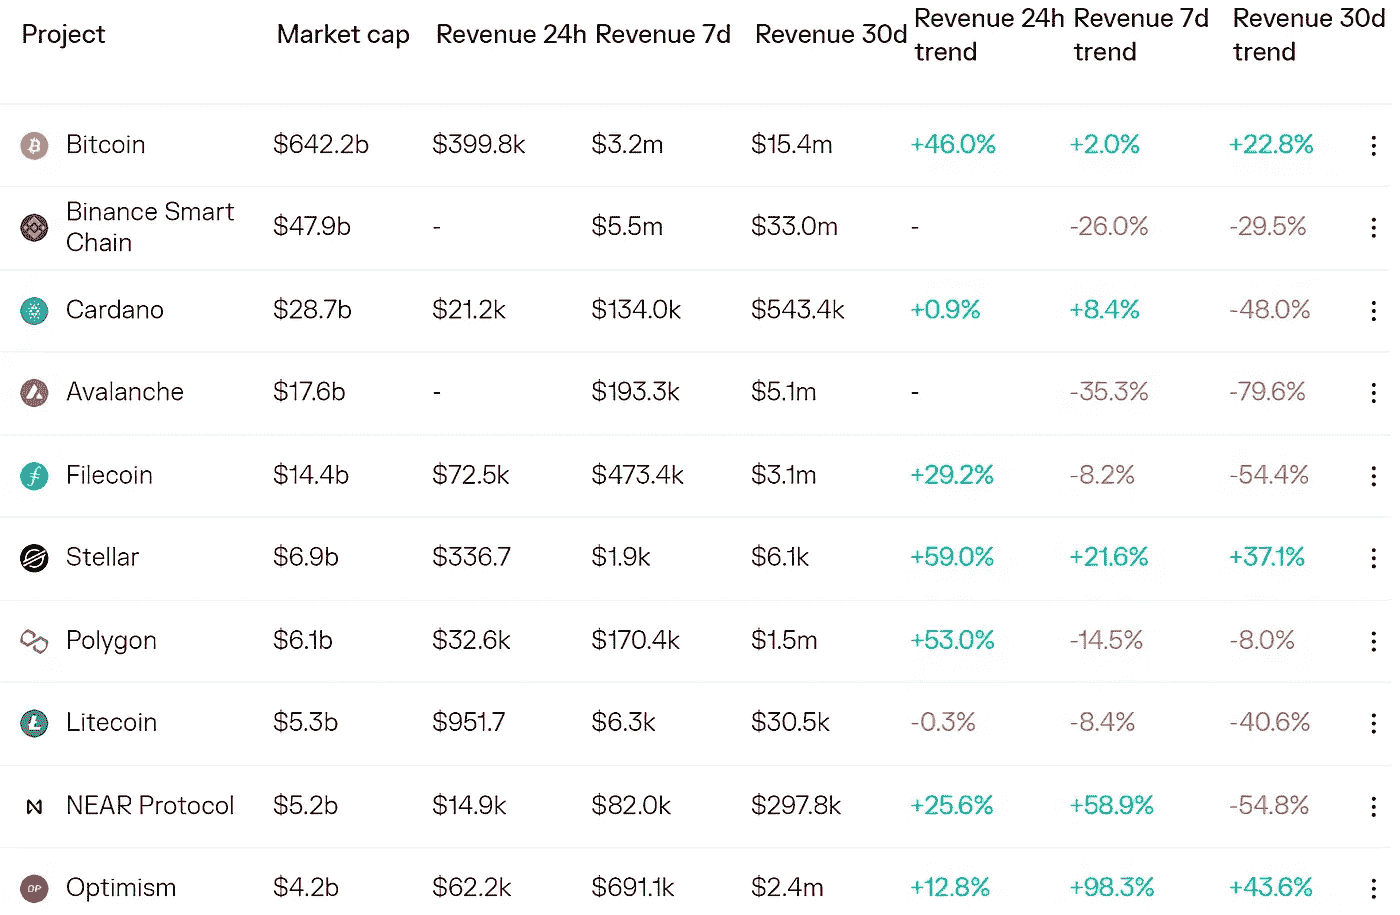 Project Market cap Revenue 24h Revenue 7d Revenue 30d Revenue 24h trend Revenue 7d trend Revenue 30d trend
Bitcoin $642.2b $399.8k $3.2m $15.4m +46.0% +2.0% +22.8%
Binance Smart Chain $47.9b - $5.5m $33.0m - -26.0% -29.5%
Cardano $28.7b $21.2k $134.0k $543.4k +0.9% +8.4% -48.0%
Avalanche $17.6b - $193.3k $5.1m - -35.3% -79.6%
Filecoin $14.4b $72.5k $473.4k $3.1m +29.2% -8.2% -54.4%
Stellar $6.9b $336.7 $1.9k $6.1k +59.0% +21.6% +37.1%
Polygon $6.1b $32.6k $170.4k $1.5m +53.0% -14.5% -8.0%
Litecoin $5.3b $951.7 $6.3k $30.5k -0.3% -8.4% -40.6%
NEAR Protocol $5.2b $14.9k $82.0k $297.8k +25.6% +58.9% -54.8%
OP Optimism $4.2b $62.2k $691.1k $2.4m +12.8% +98.3% +43.6%